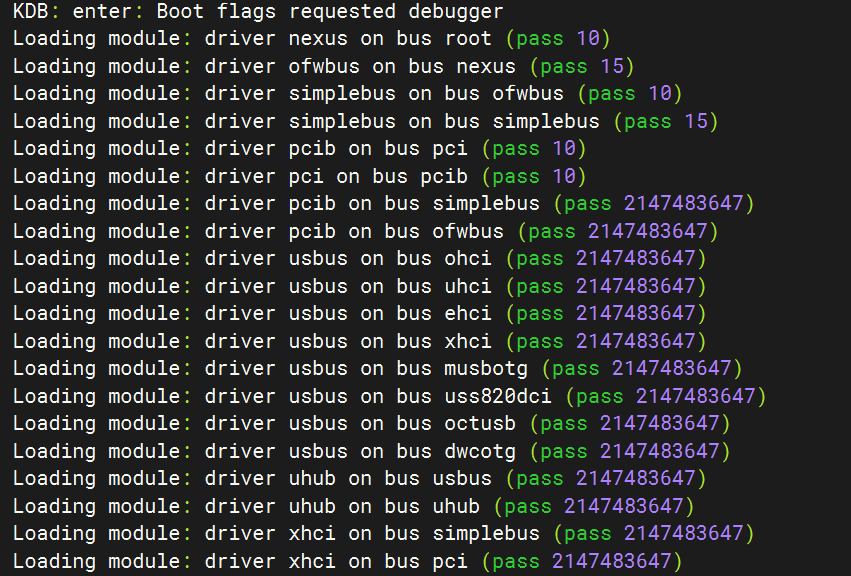 KDB: enter: Boot flags requested debugger
Loading module: driver nexus on bus root (pass 10)
Loading module: driver ofwbus on bus nexus (pass 15)
Loading module: driver simplebus on bus ofwbus (pass 10)
Loading module: driver simplebus on bus simplebus (pass 15)
Loading module: driver pcib on bus pci (pass 10)
Loading module: driver pci on bus pcib (pass 10)
Loading module: driver pcib on bus simplebus (pass 2147483647)
Loading module: driver pcib on bus ofwbus (pass 2147483647)
Loading module: driver usbus on bus ohci (pass 2147483647)
Loading module: driver usbus on bus uhci (pass 2147483647)
Loading module: driver usbus on bus ehci (pass 2147483647)
Loading module: driver usbus on bus xhci (pass 2147483647)
Loading module: driver usbus on bus musbotg (pass 2147483647)
Loading module: driver usbus on bus uss820dci (pass 2147483647)
Loading module: driver usbus on bus octusb (pass 2147483647)
Loading module: driver usbus on bus dwcotg (pass 2147483647)
Loading module: driver uhub on bus usbus (pass 2147483647)
Loading module: driver uhub on bus uhub (pass 2147483647)
Loading module: driver xhci on bus simplebus (pass 2147483647)
Loading module: driver xhci on bus pci (pass 2147483647)